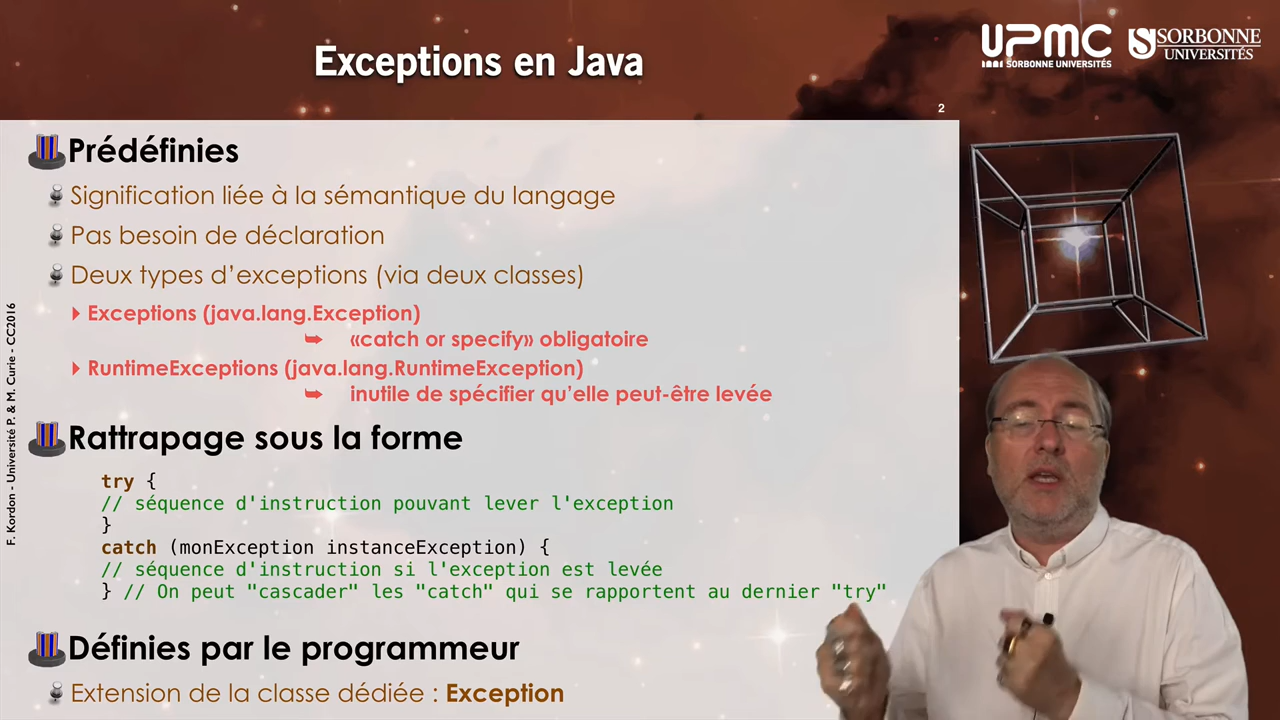 Exceptions en Java
UPMC
SORBONNE UNIVERSITÉS
SORBONNE
UNIVERSITÉS
2
Prédéfinies
Signification liée à la sémantique du langage
Pas besoin de déclaration
Deux types d'exceptions (via deux classes)
Exceptions (java.lang.Exception)
«catch or specify» obligatoire
RuntimeExceptions (java.lang.RuntimeException)
inutile de spécifier qu'elle peut-être levée
Rattrapage sous la forme
try {
// séquence d'instruction pouvant lever l'exception
}
catch (monException instanceException) {
// séquence d'instruction si l'exception est levée
} // On peut "cascader" les "catch" qui se rapportent au dernier "try"
Définies par le programmeur
Extension de la classe dédiée : Exception
F. Kordon - Université P. & M. Curie - CC2016